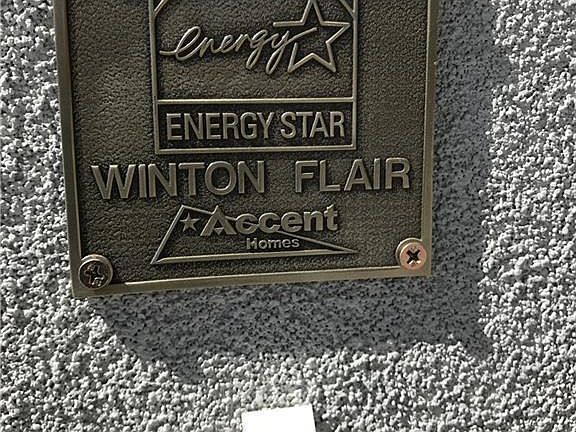 energy
ENERGY STAR
WINTON FLAIR
Accent
Homes